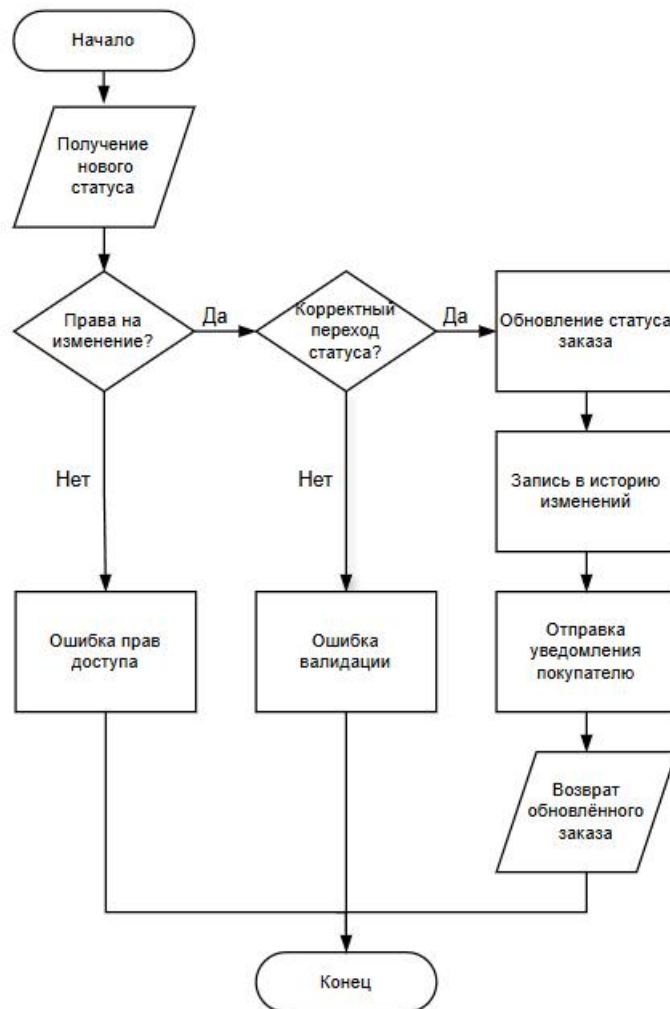 Начало
Получение
нового
статуса
Права на
изменение?
Да
Корректный
переход
статуса?
Да
Обновление статуса
заказа
Нет
Нет
Запись в историю
изменений
Ошибка прав
доступа
Ошибка
валидации
Отправка
уведомления
покупателю
Возврат
обновлённого
заказа
Конец